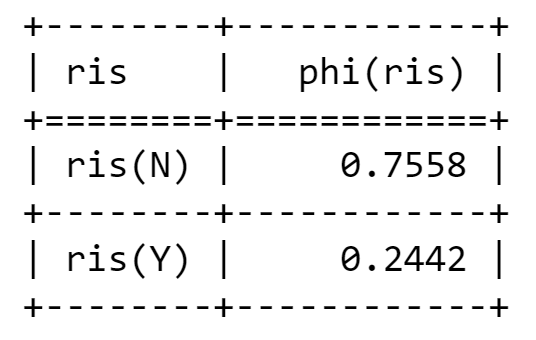 +--------+------------+
| ris    |   phi(ris) |
+========+============+
| ris(N) |     0.7558 |
+--------+------------+
| ris(Y) |     0.2442 |
+--------+------------+